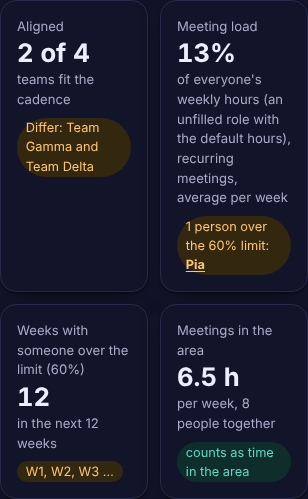 Aligned
2 of 4
teams fit the
cadence
Differ: Team
Gamma and
Team Delta
Meeting load
13%
of everyone's
weekly hours (an
unfilled role with
the default hours),
recurring
meetings,
average per week
1 person over
the 60% limit:
Pia
Weeks with
someone over the
limit (60%)
12
in the next 12
weeks
W1, W2, W3 ...
Meetings in the
area
6.5 h
per week, 8
people together
counts as time
in the area